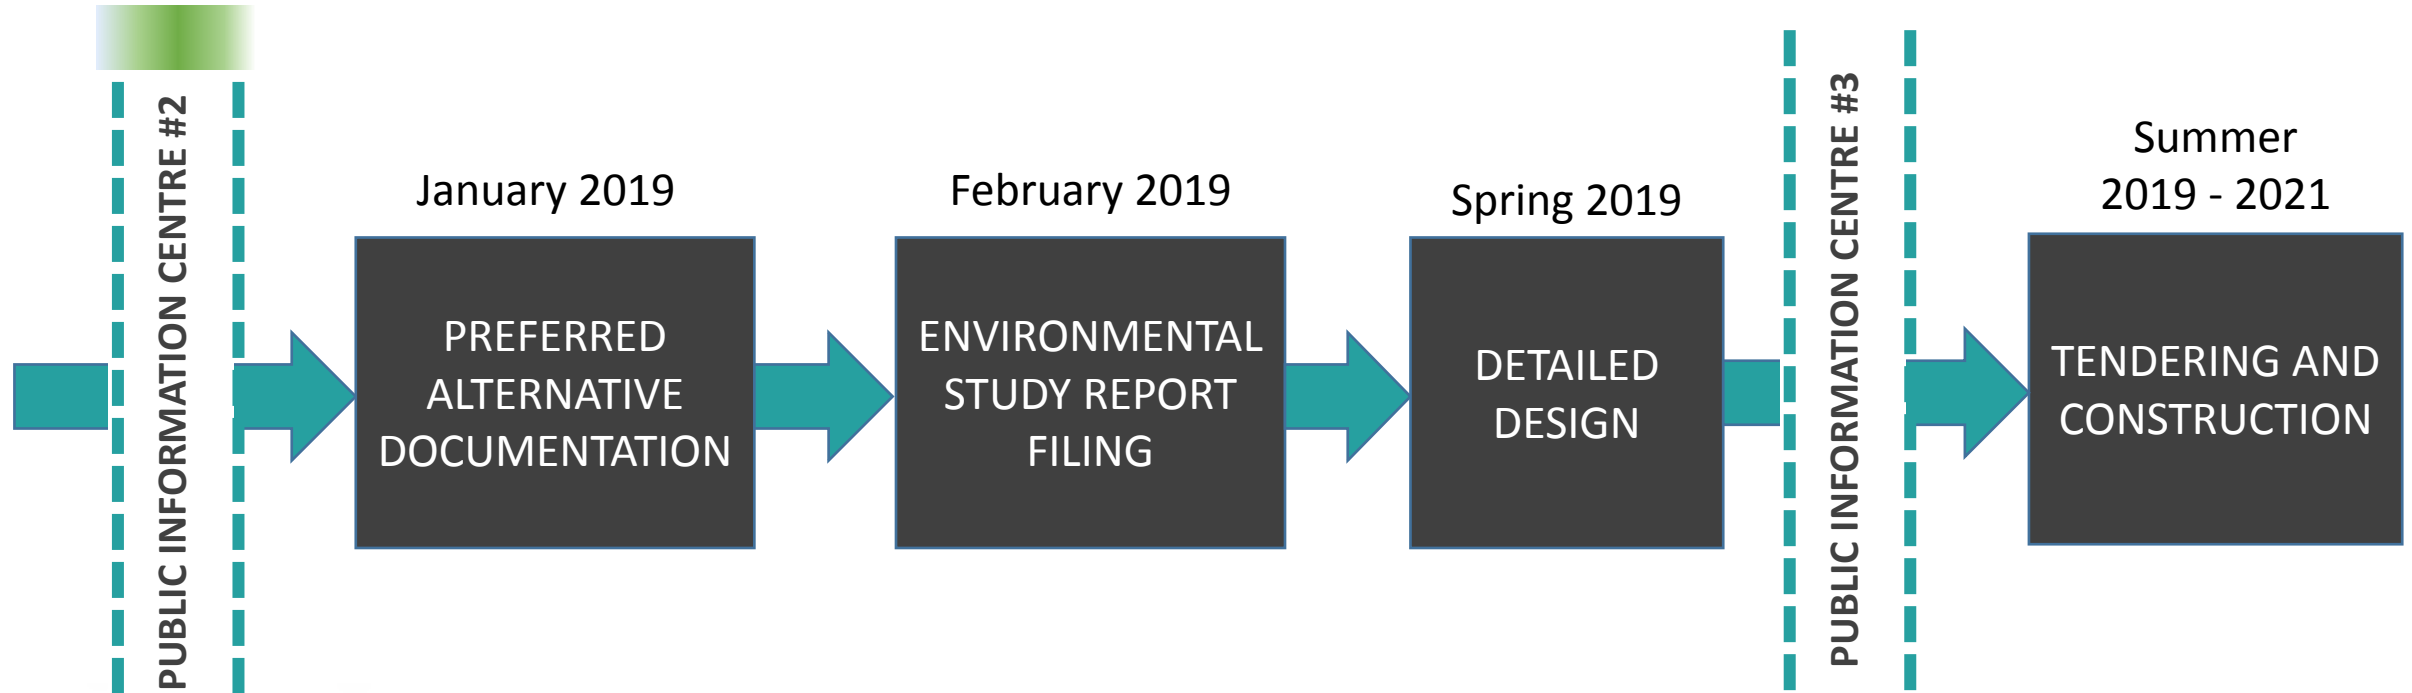 PUBLIC INFORMATION CENTRE #2
January 2019
PREFERRED
ALTERNATIVE
DOCUMENTATION
February 2019
ENVIRONMENTAL
STUDY REPORT
FILING
Spring 2019
DETAILED
DESIGN
PUBLIC INFORMATION CENTRE #3
Summer
2019 - 2021
TENDERING AND
CONSTRUCTION